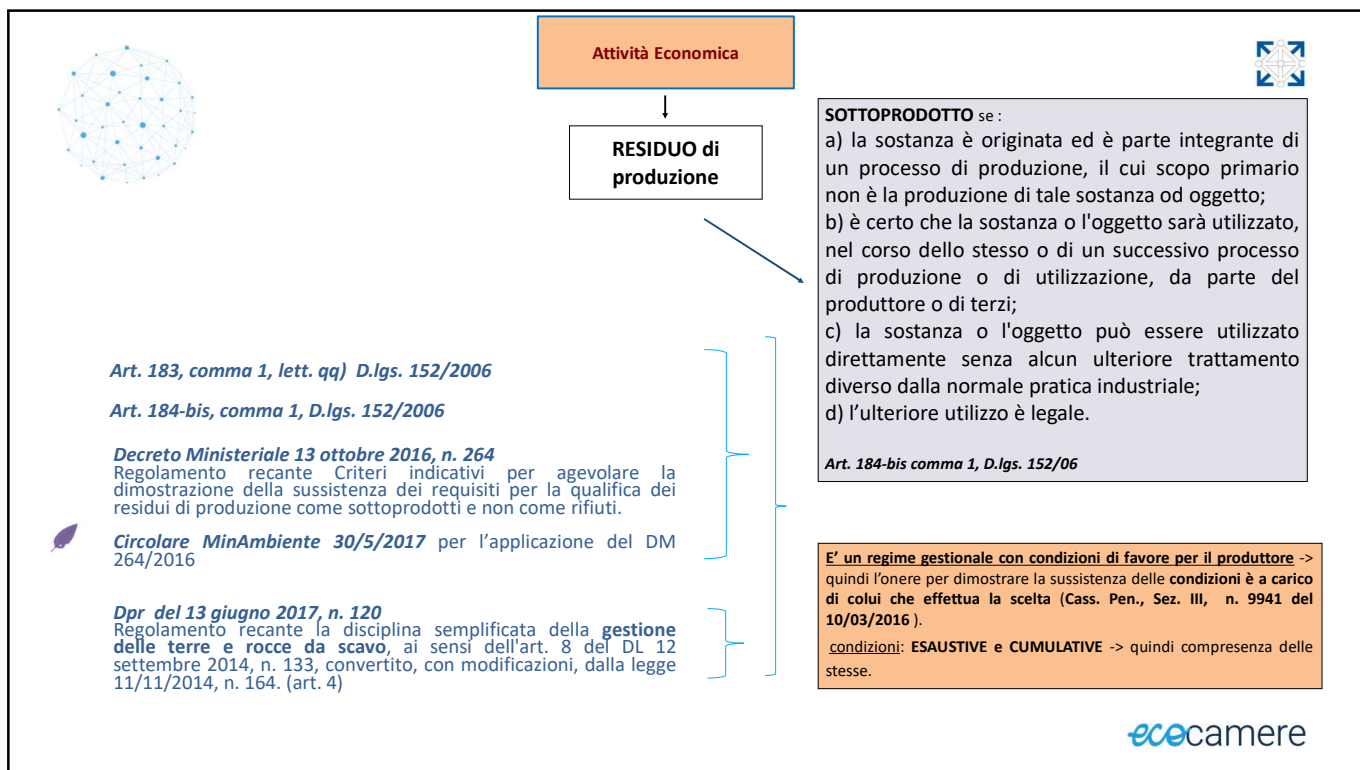 Attività Economica
RESIDUO di
produzione
SOTTOPRODOTTO se :
a) la sostanza è originata ed è parte integrante di
un processo di produzione, il cui scopo primario
non è la produzione di tale sostanza od oggetto;
b) è certo che la sostanza o l'oggetto sarà utilizzato,
nel corso dello stesso o di un successivo processo
di produzione o di utilizzazione, da parte del
produttore o di terzi;
c) la sostanza o l'oggetto può essere utilizzato
direttamente senza alcun ulteriore trattamento
diverso dalla normale pratica industriale;
d) l’ulteriore utilizzo è legale.
Art. 184-bis comma 1, D.lgs. 152/06
Art. 183, comma 1, lett. qq) D.lgs. 152/2006
Art. 184-bis, comma 1, D.lgs. 152/2006
Decreto Ministeriale 13 ottobre 2016, n. 264
Regolamento recante Criteri indicativi per agevolare la
dimostrazione della sussistenza dei requisiti per la qualifica dei
residui di produzione come sottoprodotti e non come rifiuti.
Circolare MinAmbiente 30/5/2017 per l’applicazione del DM
264/2016
Dpr del 13 giugno 2017, n. 120
Regolamento recante la disciplina semplificata della gestione
delle terre e rocce da scavo, ai sensi dell'art. 8 del DL 12
settembre 2014, n. 133, convertito, con modificazioni, dalla legge
11/11/2014, n. 164. (art. 4)
E’ un regime gestionale con condizioni di favore per il produttore ->
quindi l’onere per dimostrare la sussistenza delle condizioni è a carico
di colui che effettua la scelta (Cass. Pen., Sez. III, n. 9941 del
10/03/2016 ).
condizioni: ESAUSTIVE e CUMULATIVE -> quindi compresenza delle
stesse.
ecocamere